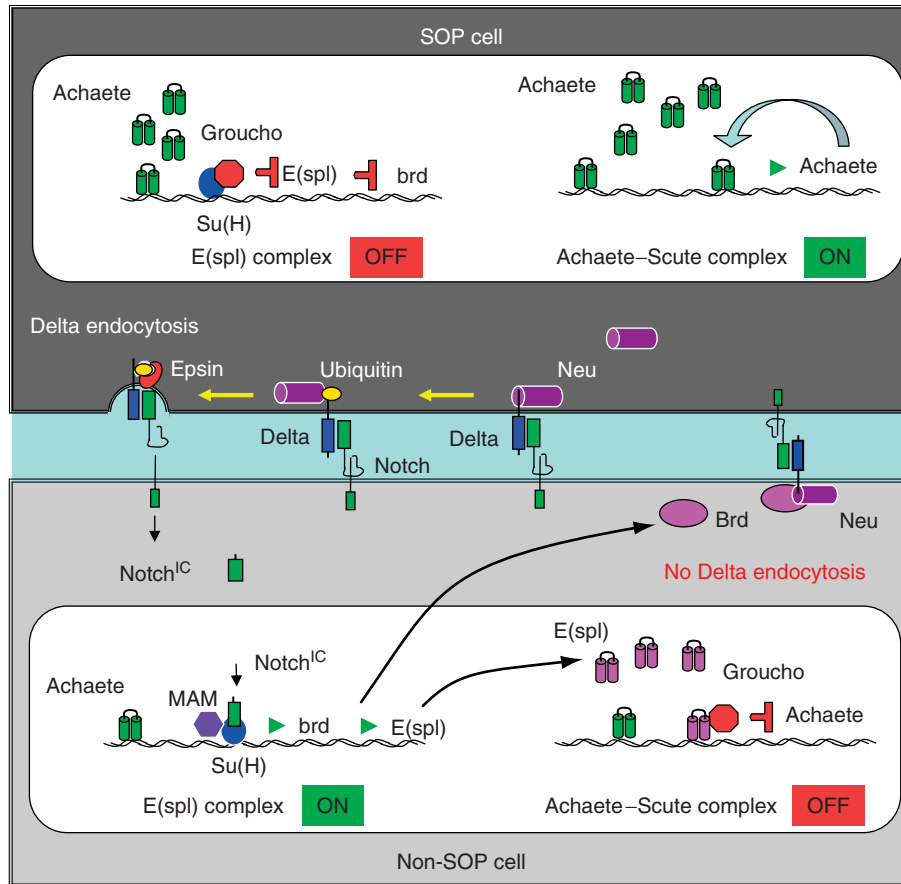 SOP cell
Achaete
Groucho
E(spl)
brd
Su(H)
E(spl) complex OFF
Achaete
Achaete
Achaete–Scute complex ON
Delta endocytosis
Epsin
Ubiquitin
Neu
Delta
Delta
Notch
Brd
Neu
Notch^IC
No Delta endocytosis
Achaete
MAM
Notch^IC
brd
E(spl)
Su(H)
E(spl) complex ON
E(spl)
Groucho
Achaete
Achaete–Scute complex OFF
Non-SOP cell